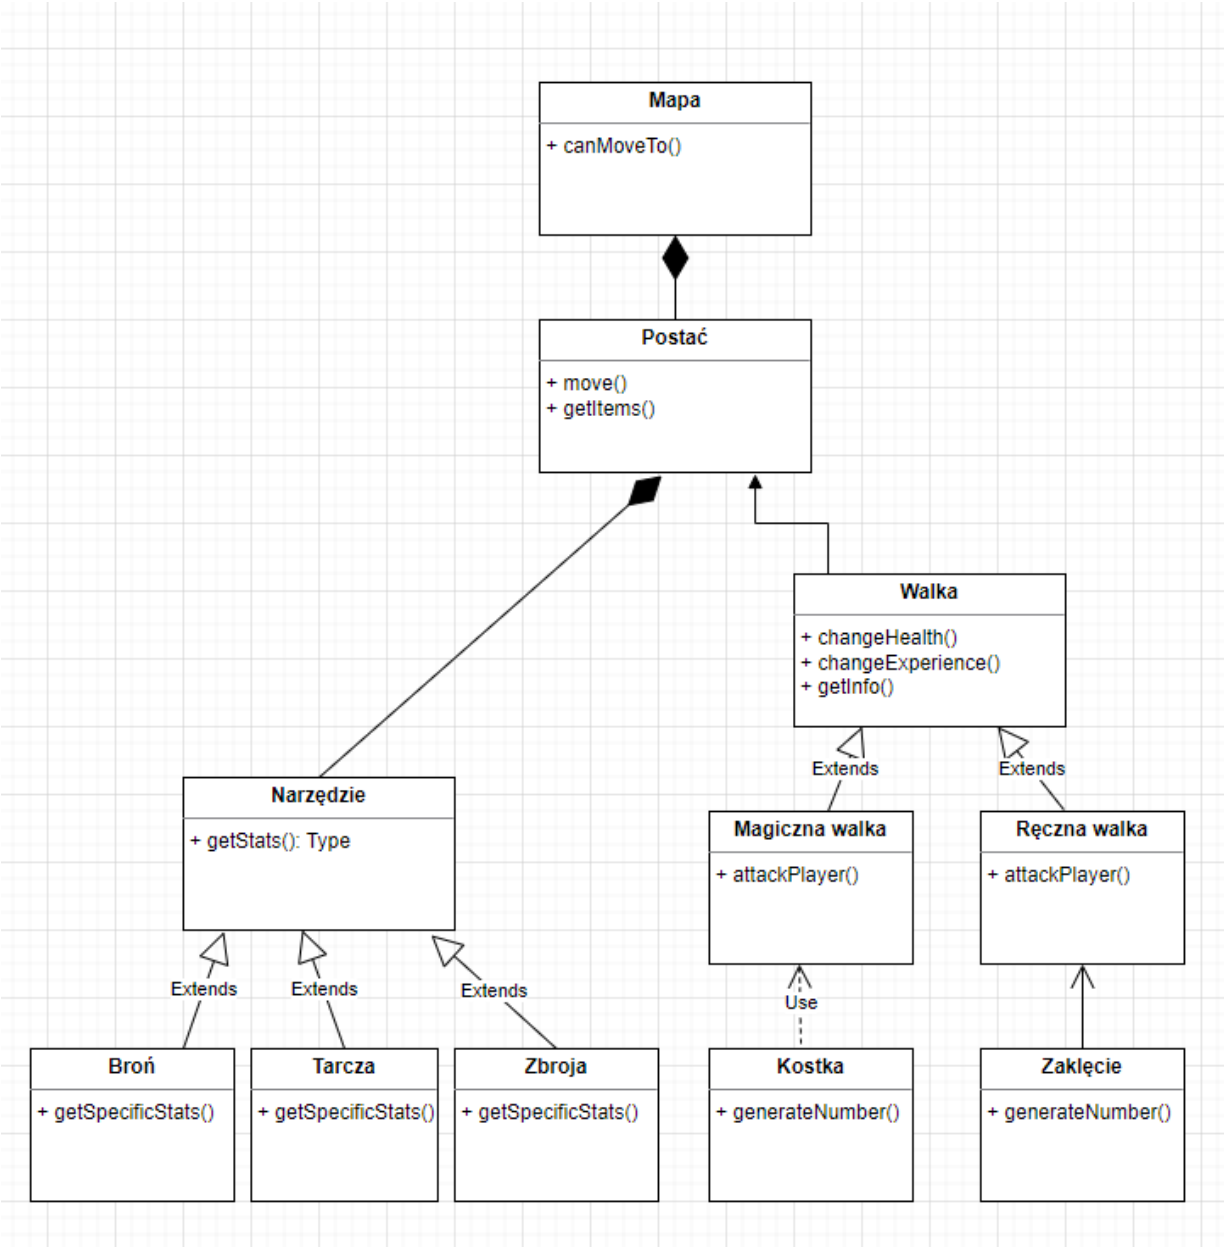 Mapa
+ canMoveTo()
Postać
+ move()
+ getItems()
Walka
+ changeHealth()
+ changeExperience()
+ getInfo()
Extends
Extends
Narzędzie
+ getStats(): Type
Magiczna walka
+ attackPlayer()
Ręczna walka
+ attackPlayer()
Extends
Extends
Extends
Use
Broń
+ getSpecificStats()
Tarcza
+ getSpecificStats()
Zbroja
+ getSpecificStats()
Kostka
+ generateNumber()
Zaklęcie
+ generateNumber()